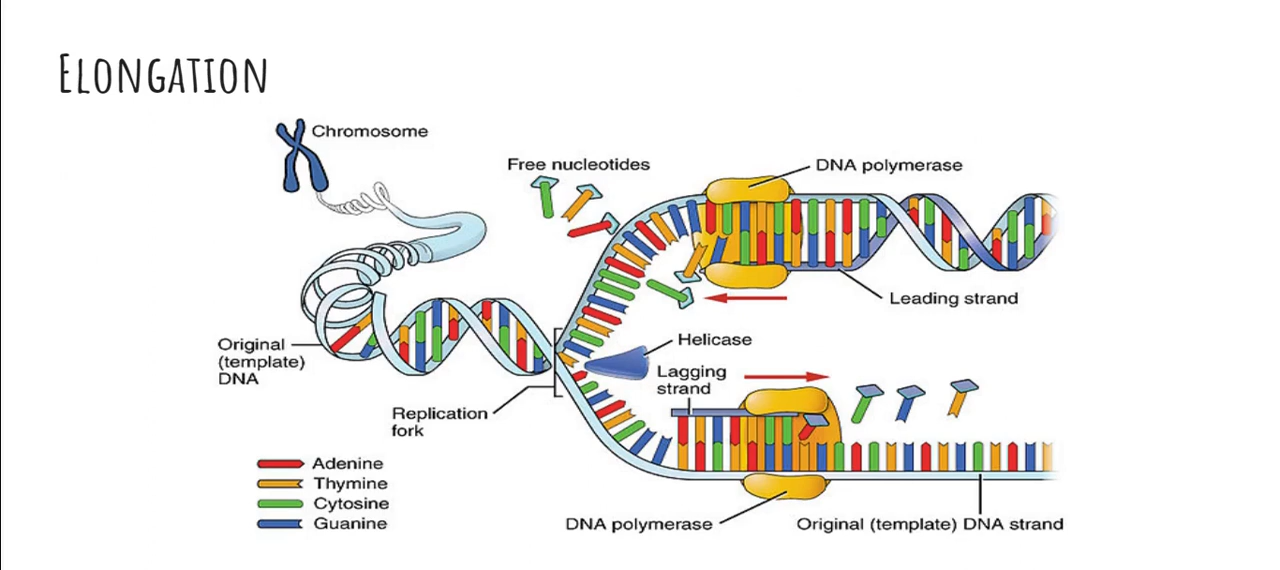 ELONGATION
Chromosome
Free nucleotides
DNA polymerase
Leading strand
Helicase
Original
(template)
DNA
Lagging
strand
Replication
fork
Adenine
Thymine
Cytosine
Guanine
DNA polymerase
Original (template) DNA strand